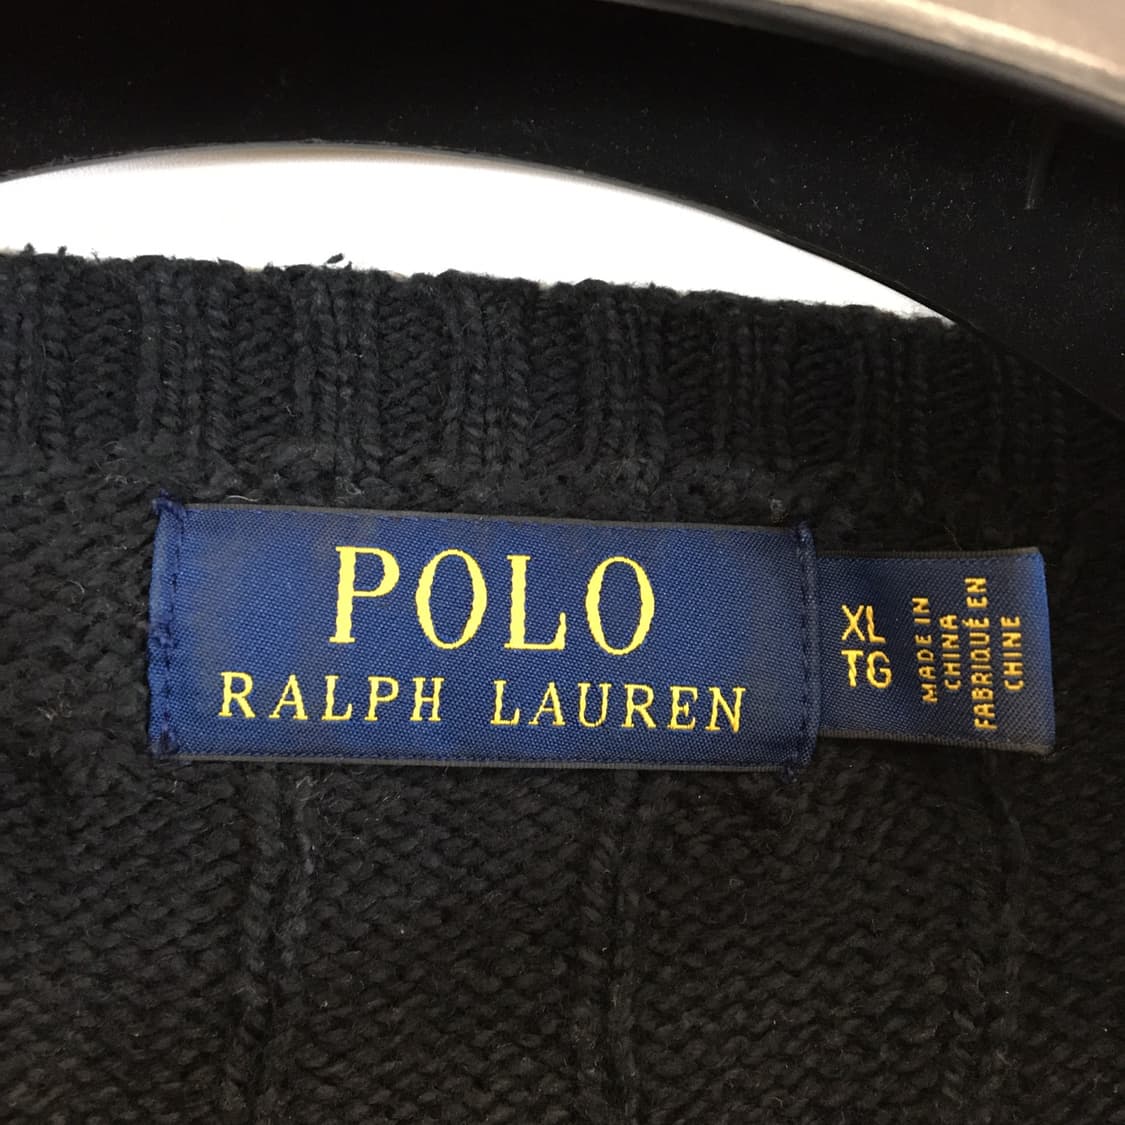 POLO
RALPH LAUREN
XL
TG
MADE IN
CHINA
FABRIQUÉ EN
CHINE